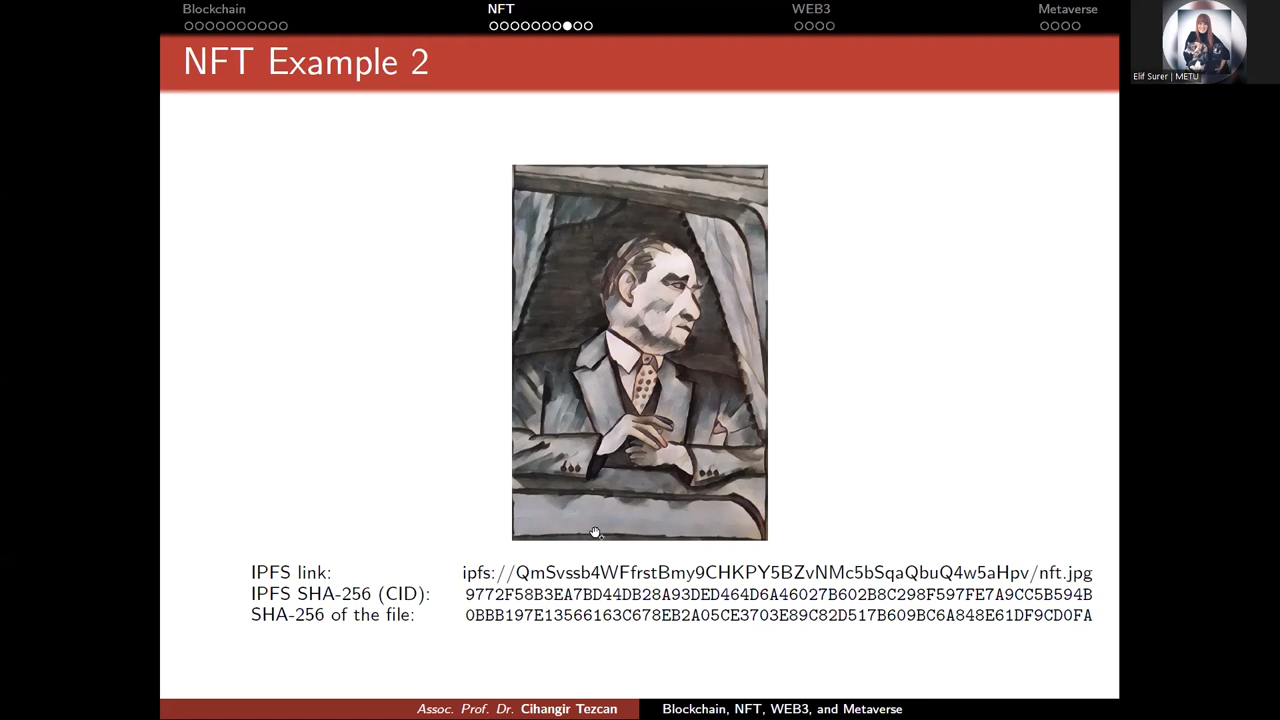 Blockchain NFT WEB3 Metaverse
NFT Example 2
Elif Surer | METU
IPFS link: ipfs://QmSvssb4WFfrstBmy9CHKPY5BZvNMc5bSqaQbuQ4w5aHpv/nft.jpg
IPFS SHA-256 (CID): 9772F58B3EA7BD44DB28A93DED464D6A46027B602B8C298F597FE7A9CC5B594B
SHA-256 of the file: 0BBB197E13566163C678EB2A05CE3703E89C82D517B609BC6A848E61DF9CD0FA
Assoc. Prof. Dr. Cihangir Tezcan Blockchain, NFT, WEB3, and Metaverse